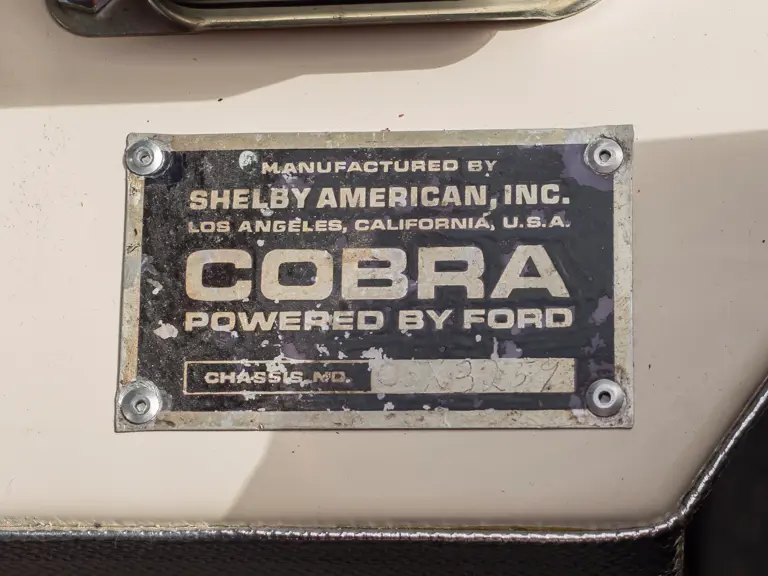 MANUFACTURED BY
SHELBY AMERICAN, INC.
LOS ANGELES, CALIFORNIA, U.S.A.
COBRA
POWERED BY FORD
CHASSIS NO.